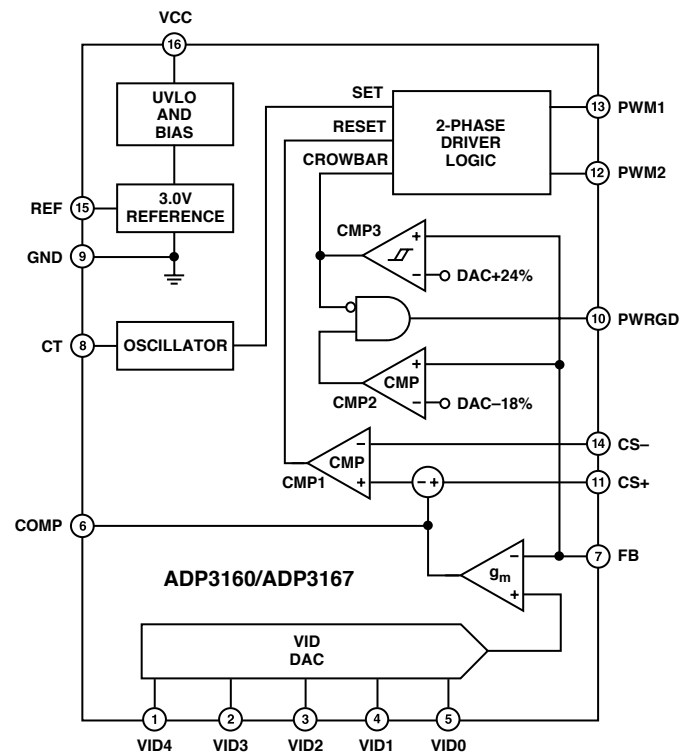 VCC
16
UVLO
AND
BIAS
SET
RESET
CROWBAR
2-PHASE
DRIVER
LOGIC
13 PWM1
12 PWM2
REF 15
3.0V
REFERENCE
GND 9
CMP3
+
–
DAC+24%
CT 8
OSCILLATOR
10 PWRGD
+
CMP
–
CMP2
DAC–18%
–
CMP
+
CMP1
14 CS–
– +
11 CS+
COMP 6
–
gm
+
7 FB
ADP3160/ADP3167
VID
DAC
1 2 3 4 5
VID4 VID3 VID2 VID1 VID0